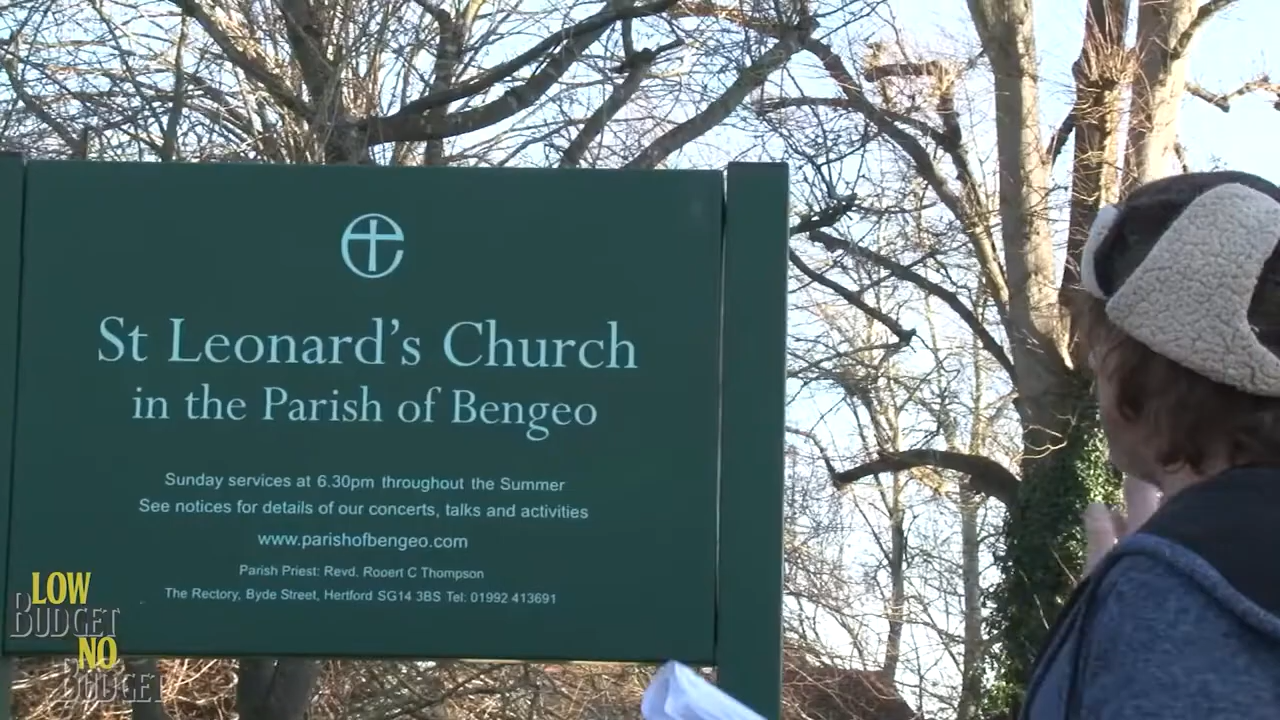 St Leonard's Church
in the Parish of Bengeo
Sunday services at 6.30pm throughout the Summer
See notices for details of our concerts, talks and activities
www.parishofbengeo.com
Parish Priest: Revd. Robert C Thompson
The Rectory, Byde Street, Hertford SG14 3BS Tel: 01992 413691
LOW
BUDGET
NO
BUDGET